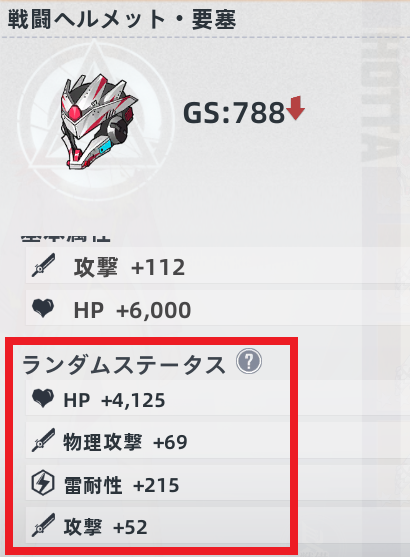 戦闘ヘルメット・要塞
GS:788
攻撃 +112
HP +6,000
ランダムステータス ?
HP +4,125
物理攻撃 +69
雷耐性 +215
攻撃 +52